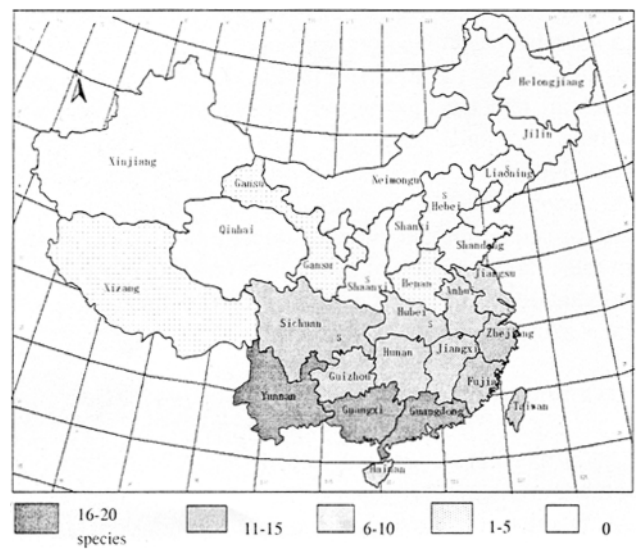 Helongjiang
Jilin
Liaoning
S
Xinjiang
Gansu
Neimongu
S
Hebei
Qinhai
Shanxi
Shandong
Gansu
S
Shaanxi
Henan
Jiangsu
Anhui
Xizang
Hubei
S
Sichuan
S
Zhejiang
Hunan
Jiangxi
Guizhou
Fujian
Yunnan
Guangxi
Guangdong
Taiwan
Hainan
16-20
species
11-15
6-10
1-5
0